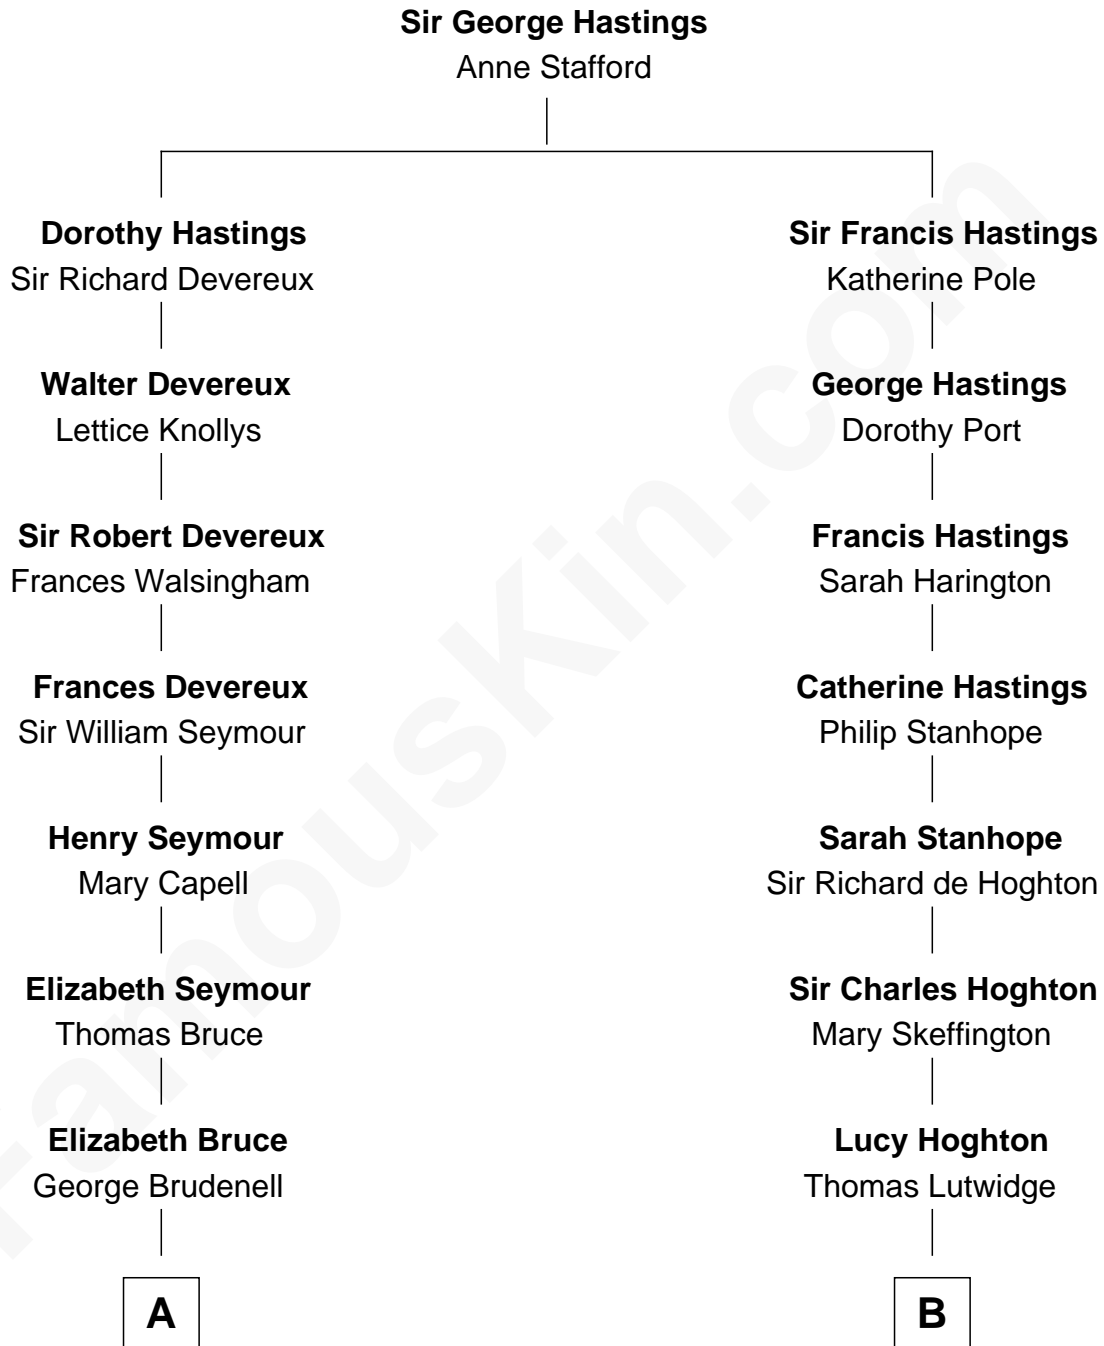 Sir George Hastings
Anne Stafford
Dorothy Hastings
Sir Richard Devereux
Sir Francis Hastings
Katherine Pole
Walter Devereux
Lettice Knollys
George Hastings
Dorothy Port
Sir Robert Devereux
Frances Walsingham
Francis Hastings
Sarah Harington
Frances Devereux
Sir William Seymour
Catherine Hastings
Philip Stanhope
Henry Seymour
Mary Capell
Sarah Stanhope
Sir Richard de Hoghton
Elizabeth Seymour
Thomas Bruce
Sir Charles Hoghton
Mary Skeffington
Elizabeth Bruce
George Brudenell
Lucy Hoghton
Thomas Lutwidge
A
B
FamousKin.com